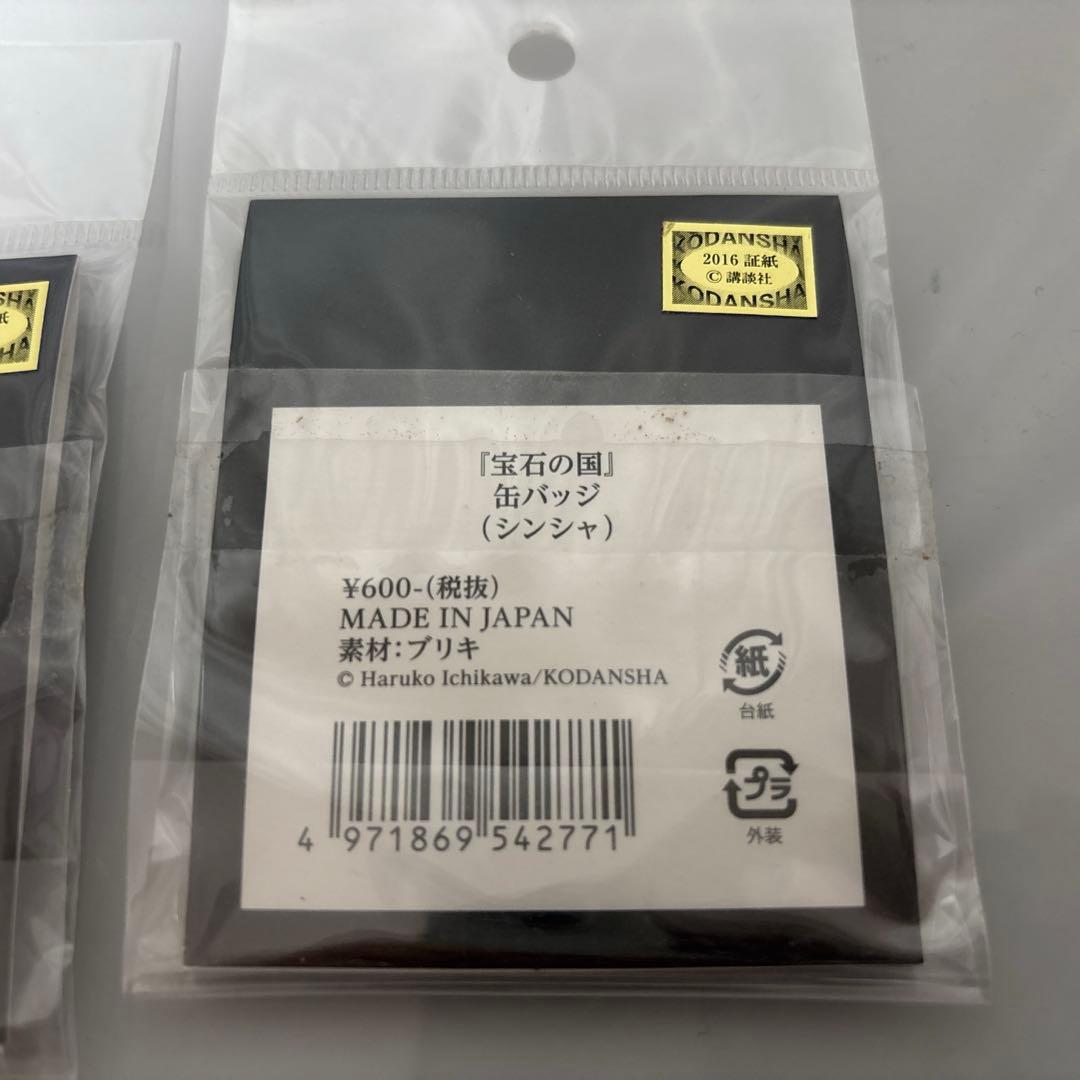 KODANSHA
2016 証紙
© 講談社
KODANSHA
『宝石の国』
缶バッジ
（シンシャ）
¥600-(税抜)
MADE IN JAPAN
素材：ブリキ
© Haruko Ichikawa/KODANSHA
紙
台紙
プラ
外装
4 971869 542771